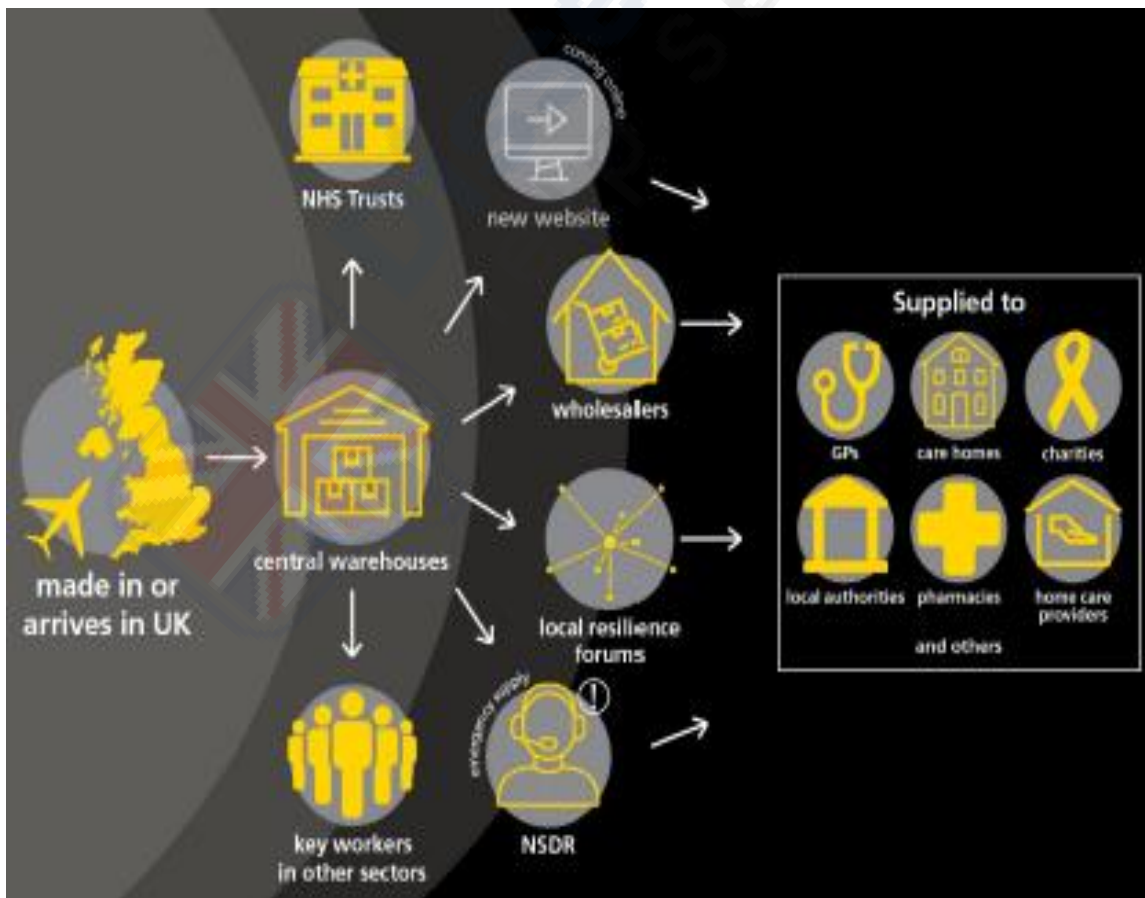 NHS Trusts
coming online
new website
wholesallers
Supplied to
GPs
care homes
charities
local authorities
pharmacies
home care
providers
and others
made in or
arrives in UK
central warehouses
local resilience
forums
emergency supply
!
NSDR
key workers
in other sectors